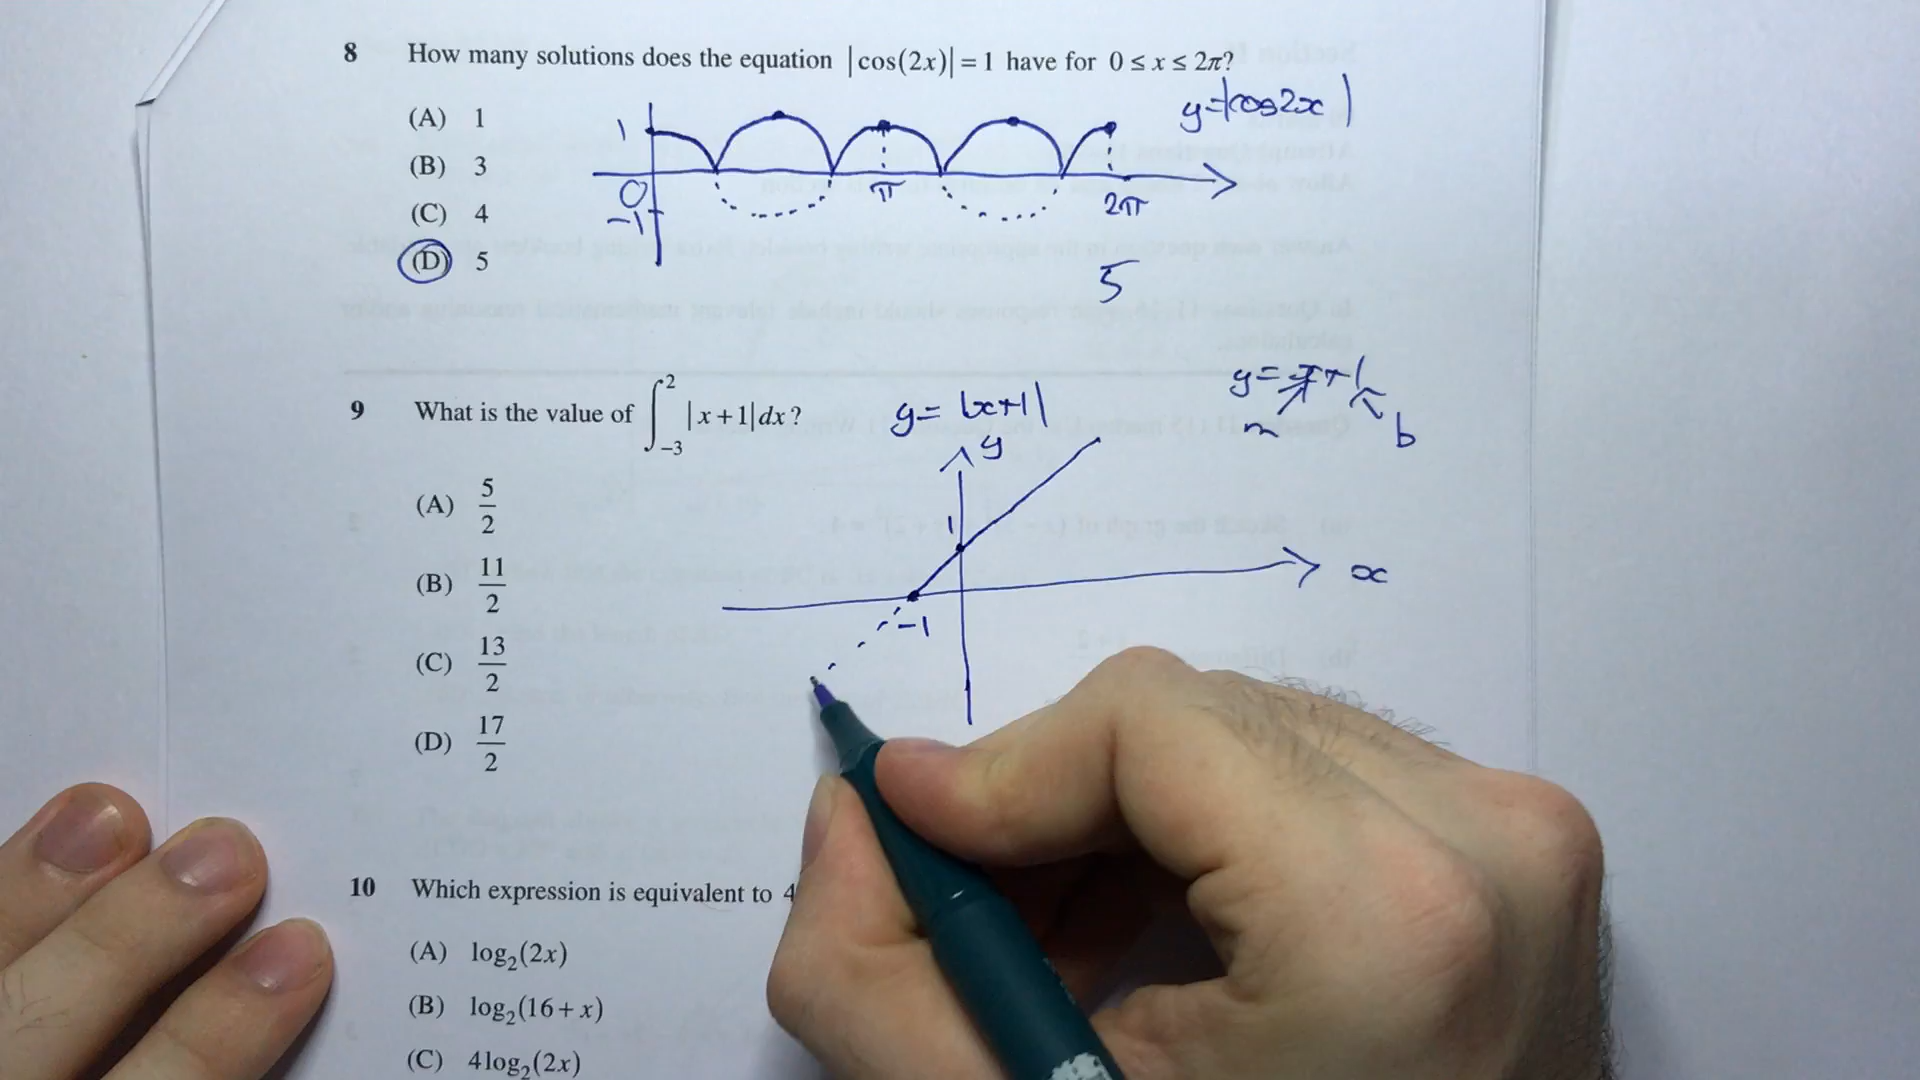 8 How many solutions does the equation |cos(2x)| = 1 have for 0 ≤ x ≤ 2π?
y=|cos2x|
(A) 1
(B) 3
(C) 4
(D) 5
1
0
-1
π
2π
5
9 What is the value of ∫_{-3}^{2} |x+1| dx?
y= |x+1|
y= x+1
m
b
y
1
x
-1
(A) 5/2
(B) 11/2
(C) 13/2
(D) 17/2
10 Which expression is equivalent to 4
(A) log₂(2x)
(B) log₂(16 + x)
(C) 4log₂(2x)